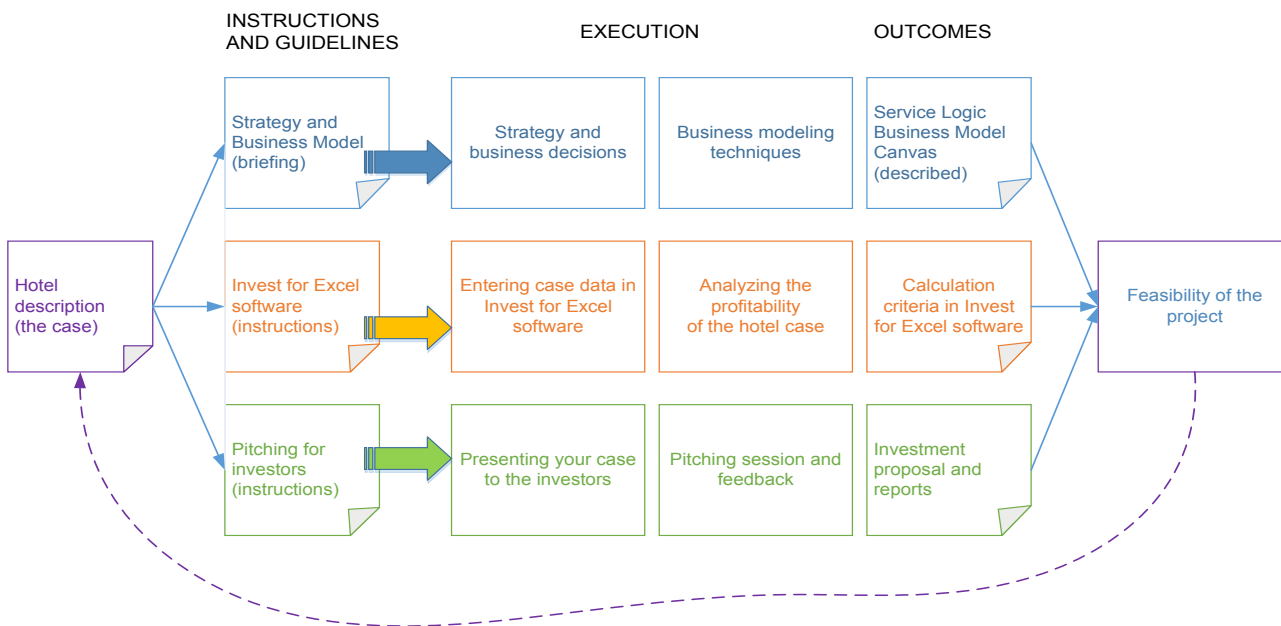 INSTRUCTIONS
AND GUIDELINES
EXECUTION
OUTCOMES
Strategy and
Business Model
(briefing)
Strategy and
business decisions
Business modeling
techniques
Service Logic
Business Model
Canvas
(described)
Hotel
description
(the case)
Invest for Excel
software
(instructions)
Entering case data in
Invest for Excel
software
Analyzing the
profitability
of the hotel case
Calculation
criteria in Invest
for Excel software
Feasibility of the
project
Pitching for
investors
(instructions)
Presenting your case
to the investors
Pitching session and
feedback
Investment
proposal and
reports